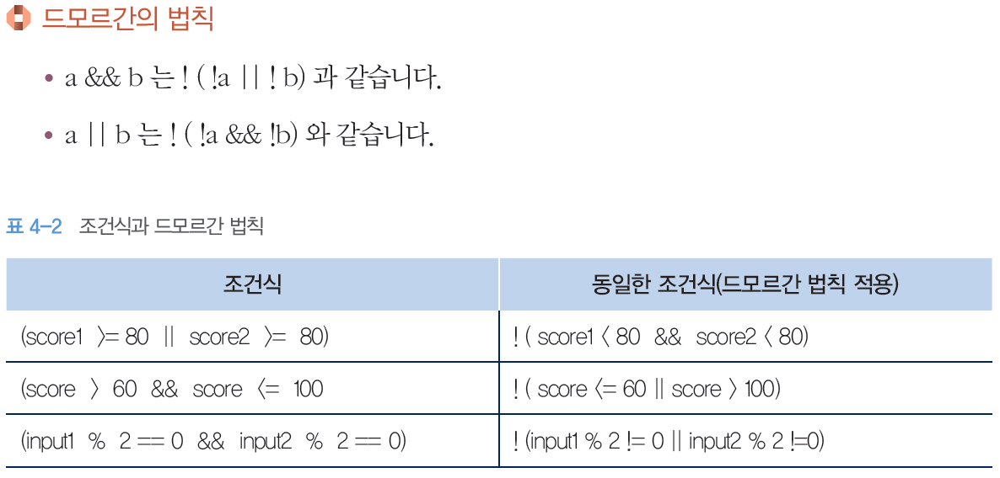 드모르간의 법칙
• a && b 는 ! ( !a || ! b) 과 같습니다.
• a || b 는 ! ( !a && !b) 와 같습니다.
표 4-2 조건식과 드모르간 법칙
조건식 동일한 조건식(드모르간 법칙 적용)
(score1 >= 80 || score2 >= 80) ! ( score1 < 80 && score2 < 80)
(score > 60 && score <= 100 ! ( score <= 60 || score > 100)
(input1 % 2 == 0 && input2 % 2 == 0) ! (input1 % 2 != 0 || input2 % 2 !=0)